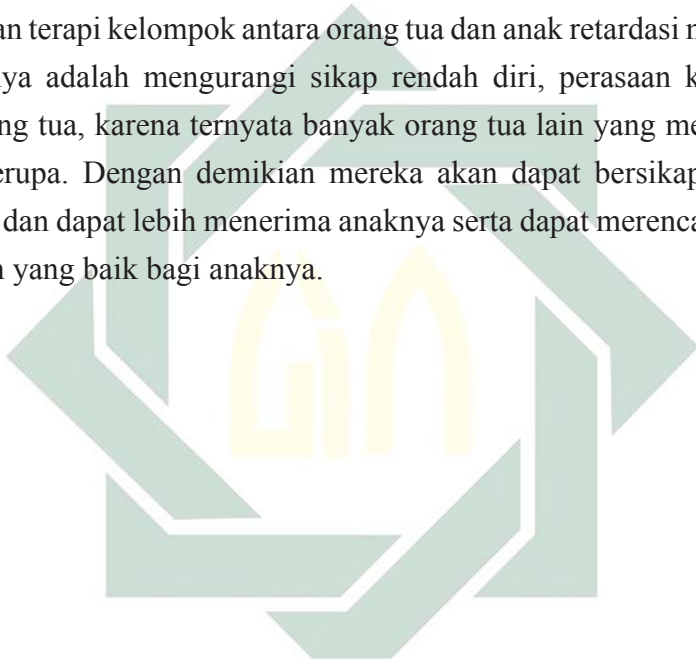 an terapi kelompok antara orang tua dan anak retardasi
ya adalah mengurangi sikap rendah diri, perasaan
ng tua, karena ternyata banyak orang tua lain yang
erupa. Dengan demikian mereka akan dapat bersikap
dan dapat lebih menerima anaknya serta dapat
yang baik bagi anaknya.